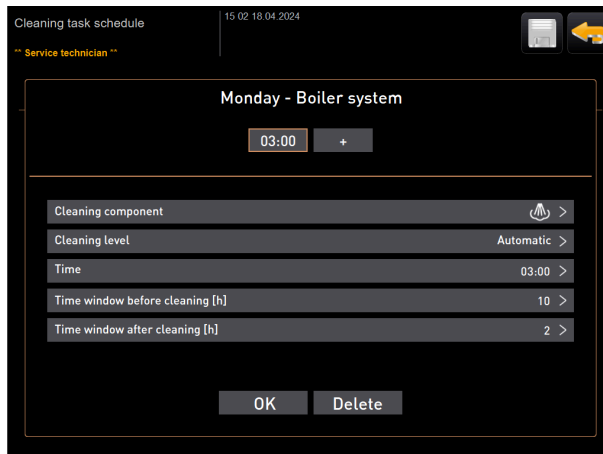 Cleaning task schedule
15 02 18.04.2024
** Service technician **
Monday - Boiler system
03:00 +
Cleaning component >
Cleaning level Automatic >
Time 03:00 >
Time window before cleaning [h] 10 >
Time window after cleaning [h] 2 >
OK Delete